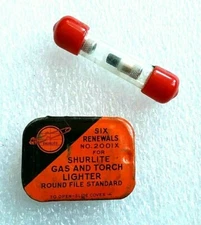 SIX
RENEWALS
NO. 2001X
FOR
SHURLITE
GAS AND TORCH
LIGHTER
ROUND FILE STANDARD